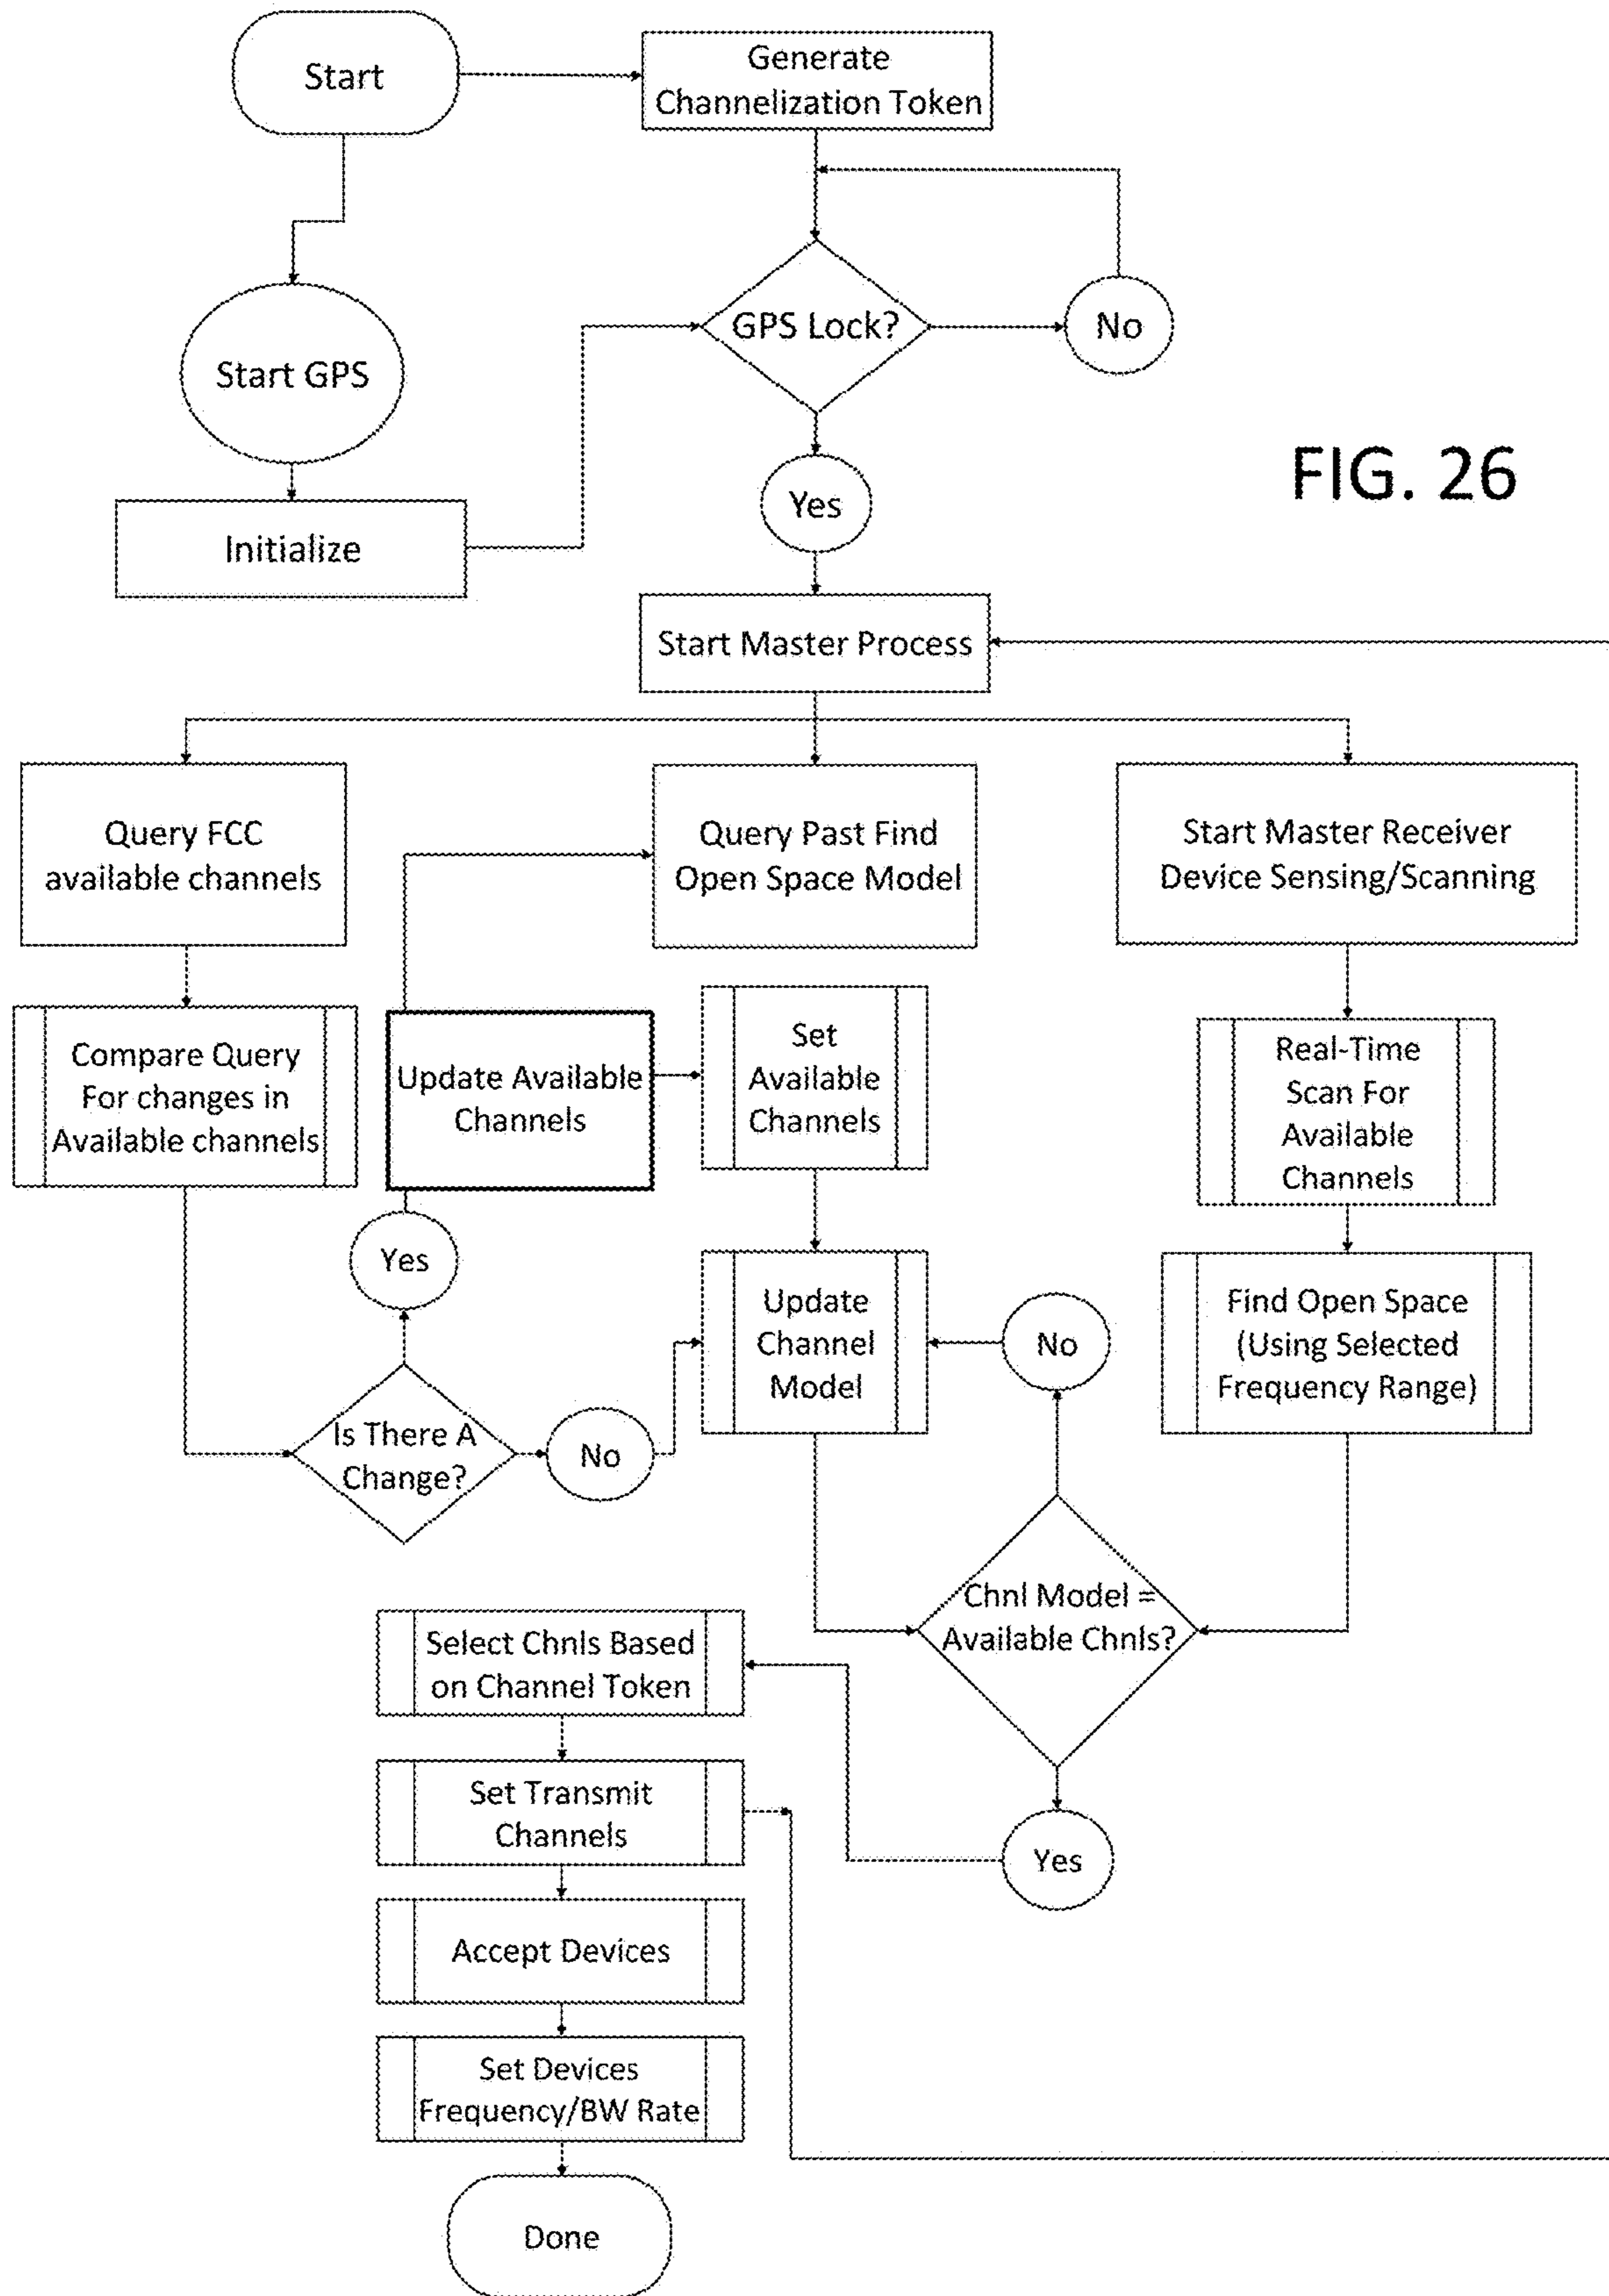 Start
Generate
Channelization Token
GPS Lock?
No
Start GPS
FIG. 26
Yes
Initialize
Start Master Process
Query FCC
available channels
Query Past Find
Open Space Model
Start Master Receiver
Device Sensing/Scanning
Compare Query
For changes in
Available channels
Update Available
Channels
Set
Available
Channels
Real-Time
Scan For
Available
Channels
Yes
Update
Channel
Model
No
Find Open Space
(Using Selected
Frequency Range)
Is There A
Change?
No
Chnl Model =
Available Chnls?
Select Chnls Based
on Channel Token
Set Transmit
Channels
Yes
Accept Devices
Set Devices
Frequency/BW Rate
Done